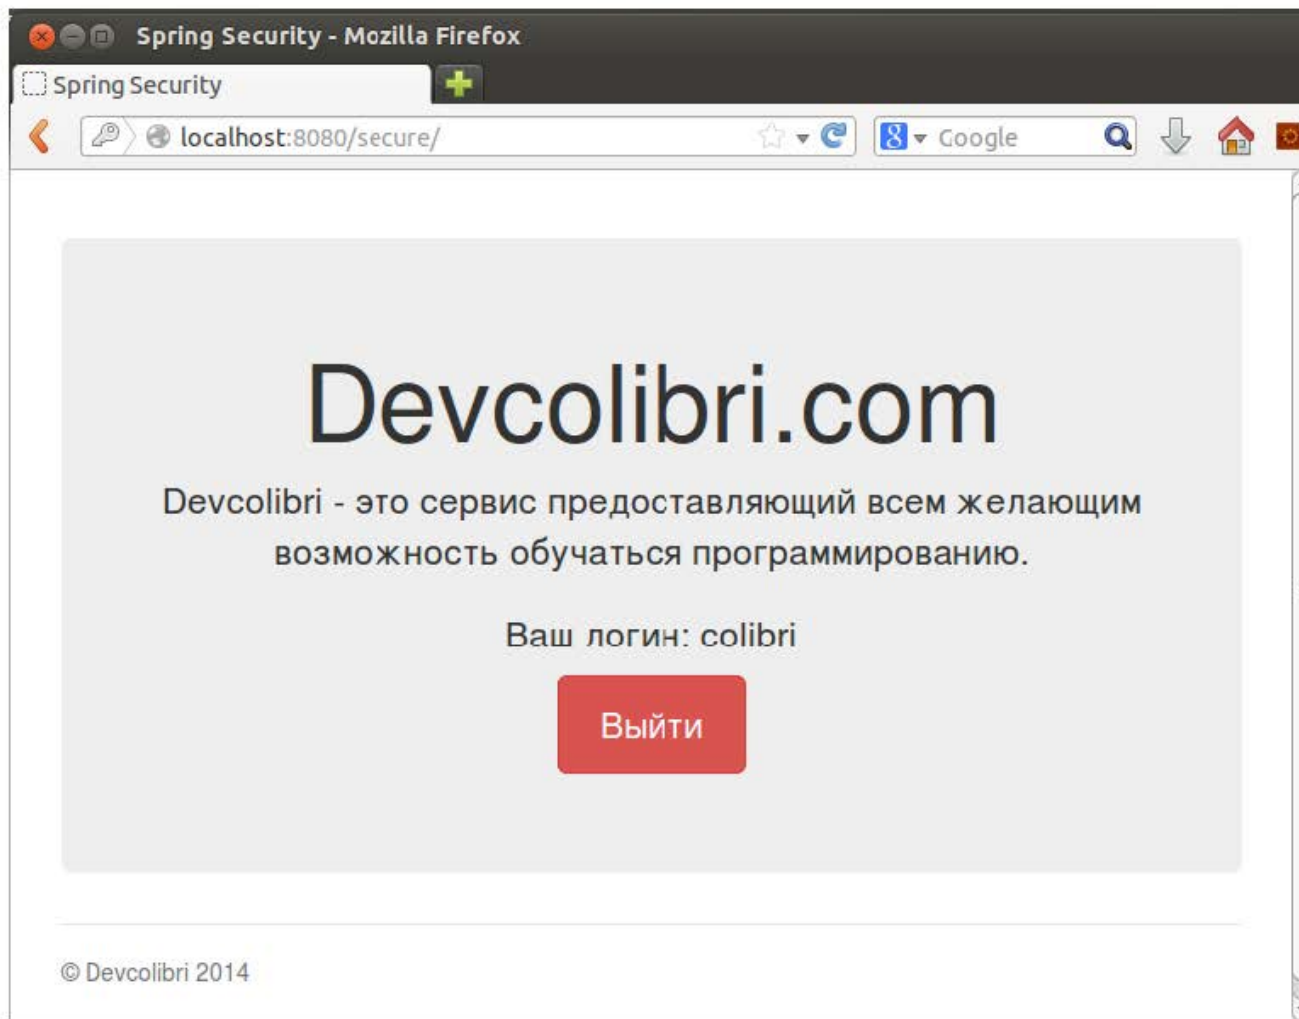 Spring Security - Mozilla Firefox
Spring Security
localhost:8080/secure/
8
Google
Devcolibri.com
Devcolibri - это сервис предоставляющий всем желающим
возможность обучаться программированию.
Ваш логин: colibri
Выйти
© Devcolibri 2014